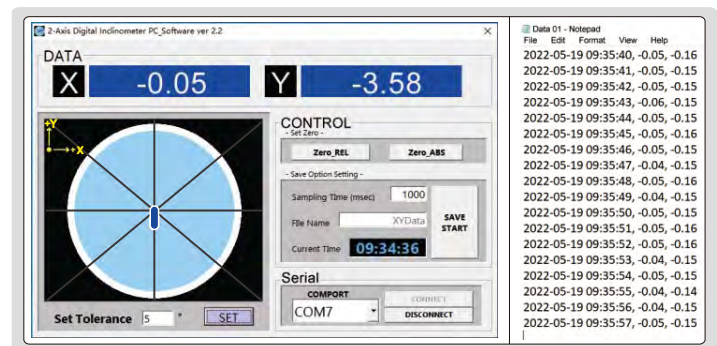 2-Axis Digital Inclinometer PC_Software ver 2.2
DATA
X -0.05 Y -3.58
+Y
+X
CONTROL
- Set Zero -
Zero_REL Zero_ABS
- Save Option Setting -
Sampling Time (msec) 1000
File Name XYData
SAVE START
Current Time 09:34:36
Serial
COMPORT
COM7
CONNECT
DISCONNECT
Set Tolerance 5 ° SET
Data 01 - Notepad
File Edit Format View Help
2022-05-19 09:35:40, -0.05, -0.16
2022-05-19 09:35:41, -0.05, -0.15
2022-05-19 09:35:42, -0.05, -0.15
2022-05-19 09:35:43, -0.06, -0.15
2022-05-19 09:35:44, -0.05, -0.15
2022-05-19 09:35:45, -0.05, -0.16
2022-05-19 09:35:46, -0.05, -0.15
2022-05-19 09:35:47, -0.04, -0.15
2022-05-19 09:35:48, -0.05, -0.16
2022-05-19 09:35:49, -0.04, -0.15
2022-05-19 09:35:50, -0.05, -0.15
2022-05-19 09:35:51, -0.05, -0.16
2022-05-19 09:35:52, -0.05, -0.16
2022-05-19 09:35:53, -0.04, -0.15
2022-05-19 09:35:54, -0.05, -0.15
2022-05-19 09:35:55, -0.04, -0.14
2022-05-19 09:35:56, -0.04, -0.15
2022-05-19 09:35:57, -0.05, -0.15